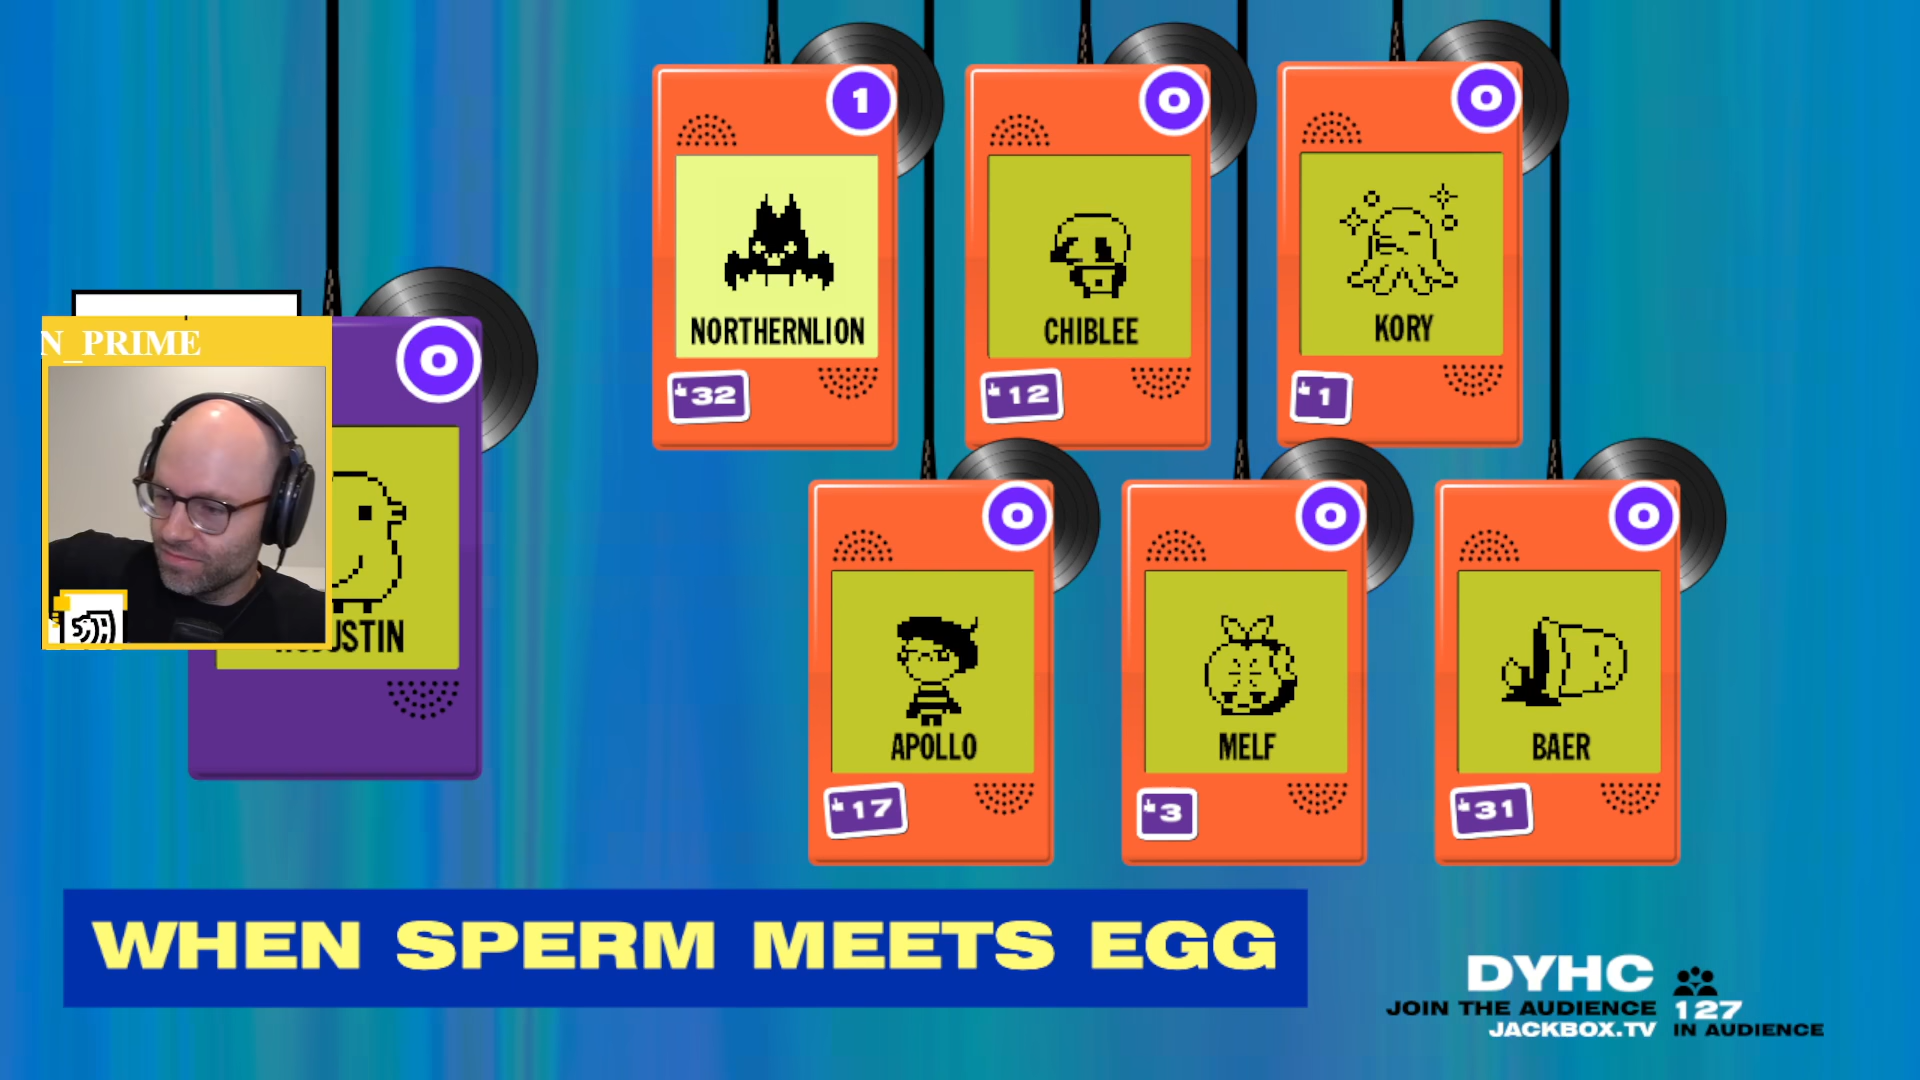 1
0
0
NORTHERNLION
CHIBLEE
KORY
32
12
1
N_PRIME
0
USTIN
0
0
0
APOLLO
MELF
BAER
17
3
31
WHEN SPERM MEETS EGG
DYHC
JOIN THE AUDIENCE
JACKBOX.TV
127
IN AUDIENCE